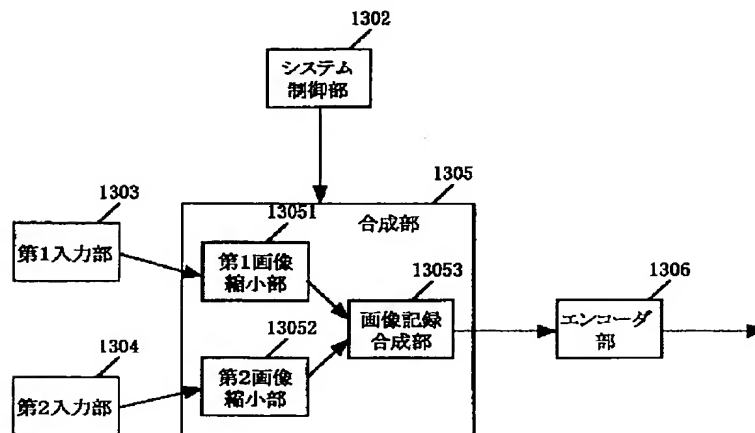 1302
システム
制御部
1303
第1入力部
1305
合成部
13051
第1画像
縮小部
13053
画像記録
合成部
1306
エンコーダ
部
1304
第2入力部
13052
第2画像
縮小部